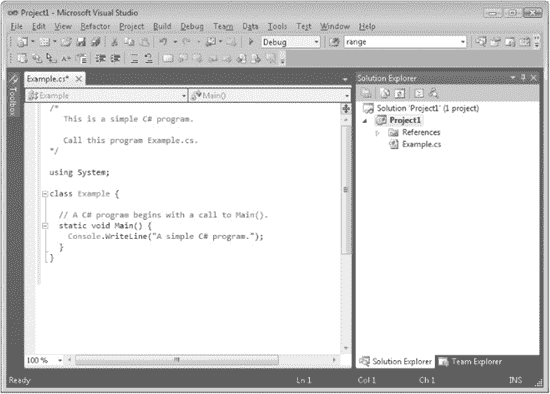 Project1 - Microsoft Visual Studio
File Edit View Refactor Project Build Debug Team Data Tools Test Window Help
Debug range
Toolbox
Example.cs* ×
Example Main()
/*
This is a simple C# program.
Call this program Example.cs.
*/
using System;
class Example {
// A C# program begins with a call to Main().
static void Main() {
Console.WriteLine("A simple C# program.");
}
}
100 %
Solution Explorer
Solution 'Project1' (1 project)
Project1
References
Example.cs
Solution Explorer Team Explorer
Ready Ln 1 Col 1 Ch 1 INS